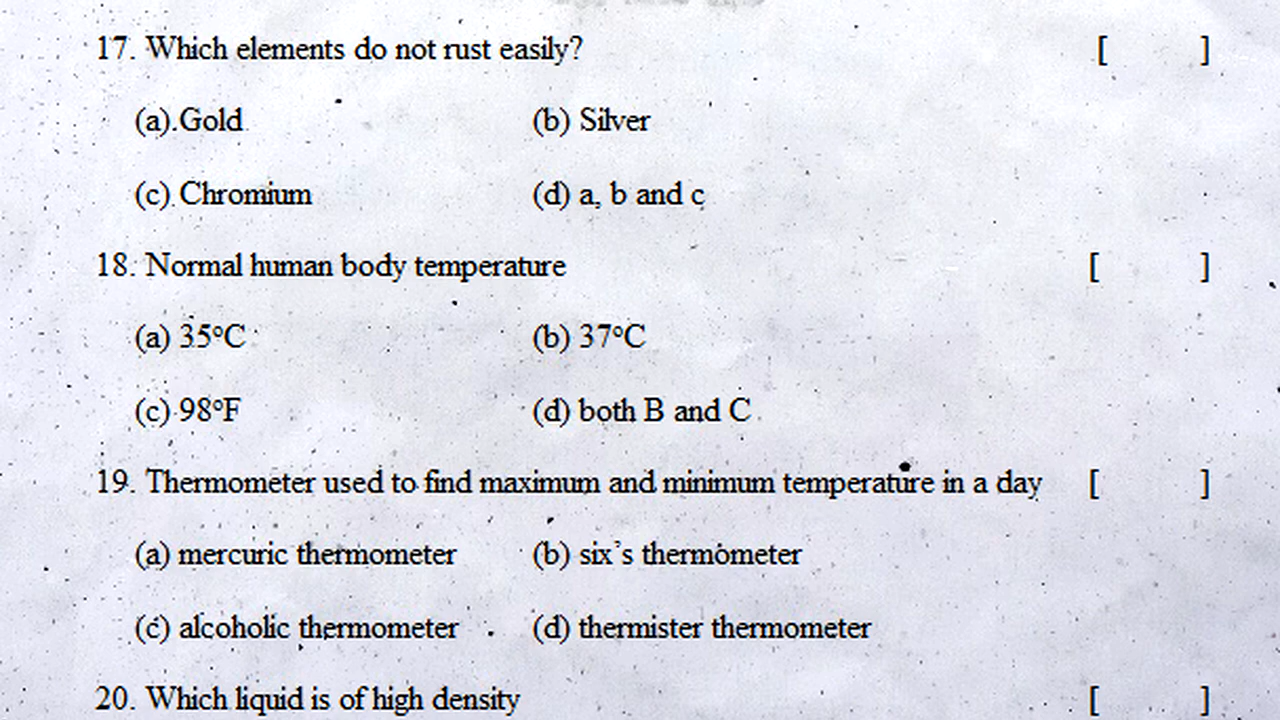 17. Which elements do not rust easily? [ ]
(a) Gold (b) Silver
(c) Chromium (d) a, b and c
18. Normal human body temperature [ ]
(a) 35°C (b) 37°C
(c) 98°F (d) both B and C
19. Thermometer used to find maximum and minimum temperature in a day [ ]
(a) mercuric thermometer (b) six's thermometer
(c) alcoholic thermometer (d) thermister thermometer
20. Which liquid is of high density [ ]